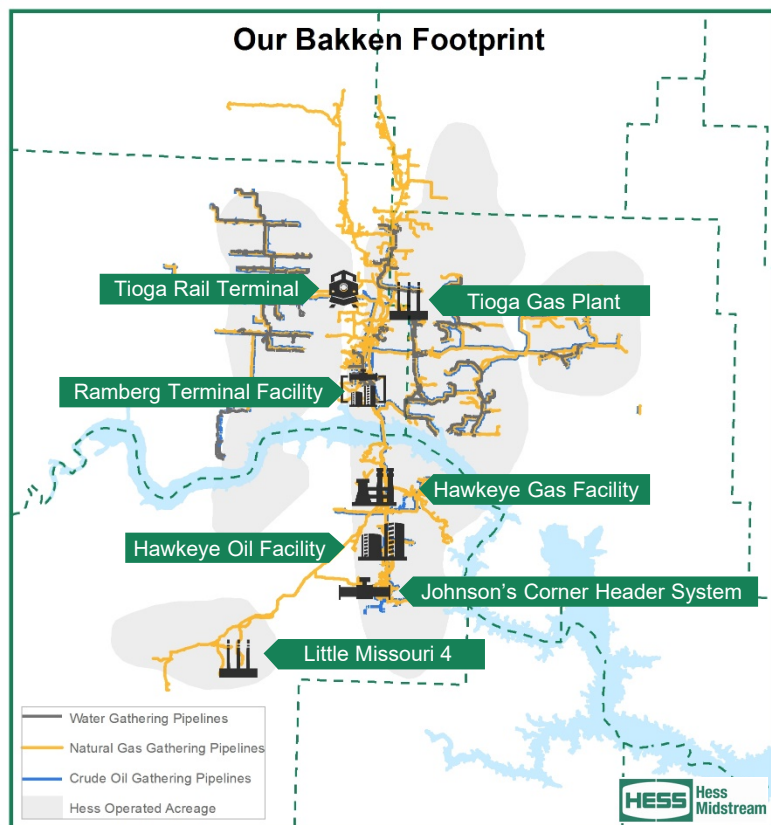 Our Bakken Footprint
Tioga Rail Terminal
Tioga Gas Plant
Ramberg Terminal Facility
Hawkeye Gas Facility
Hawkeye Oil Facility
Johnson's Corner Header System
Little Missouri 4
Water Gathering Pipelines
Natural Gas Gathering Pipelines
Crude Oil Gathering Pipelines
Hess Operated Acreage
HESS
Hess
Midstream